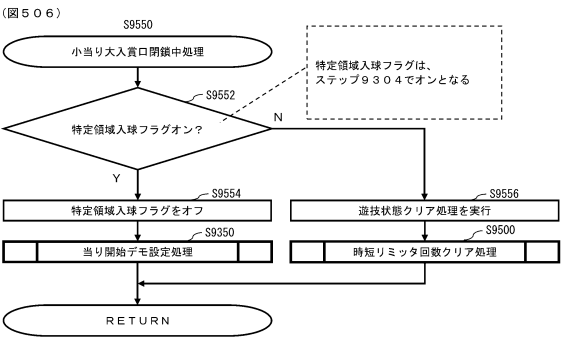 (図506)
S9550
小当り大入賞口閉鎖中処理
特定領域入球フラグは、
ステップ9304でオンとなる
S9552
特定領域入球フラグオン？
N
Y
S9554
特定領域入球フラグをオフ
S9556
遊技状態クリア処理を実行
S9350
当り開始デモ設定処理
S9500
時短リミッタ回数クリア処理
RETURN